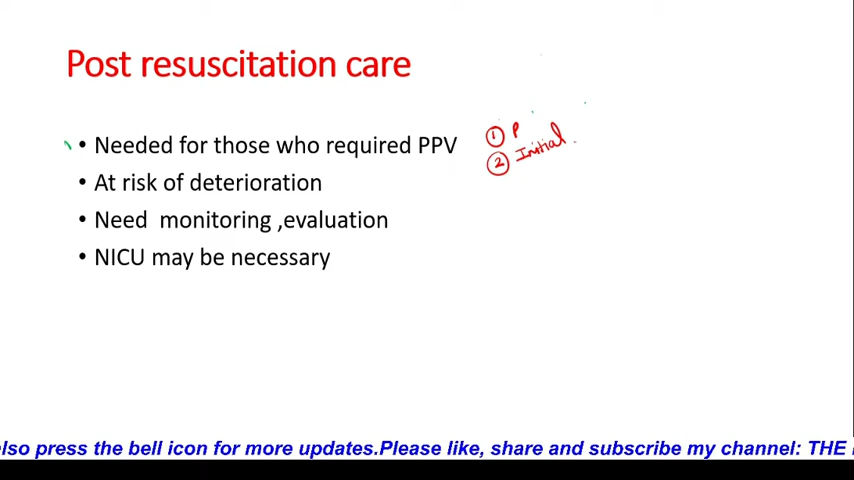 Post resuscitation care
• Needed for those who required PPV
① P
② Initial
• At risk of deterioration
• Need monitoring ,evaluation
• NICU may be necessary
lso press the bell icon for more updates.Please like, share and subscribe my channel: THE